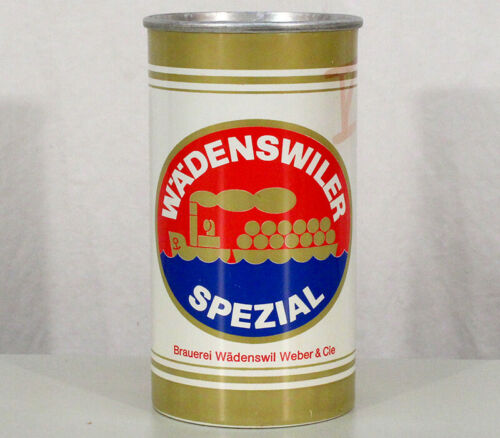 WÄDENSWILER
SPEZIAL
Brauerei Wädenswil Weber & Cie